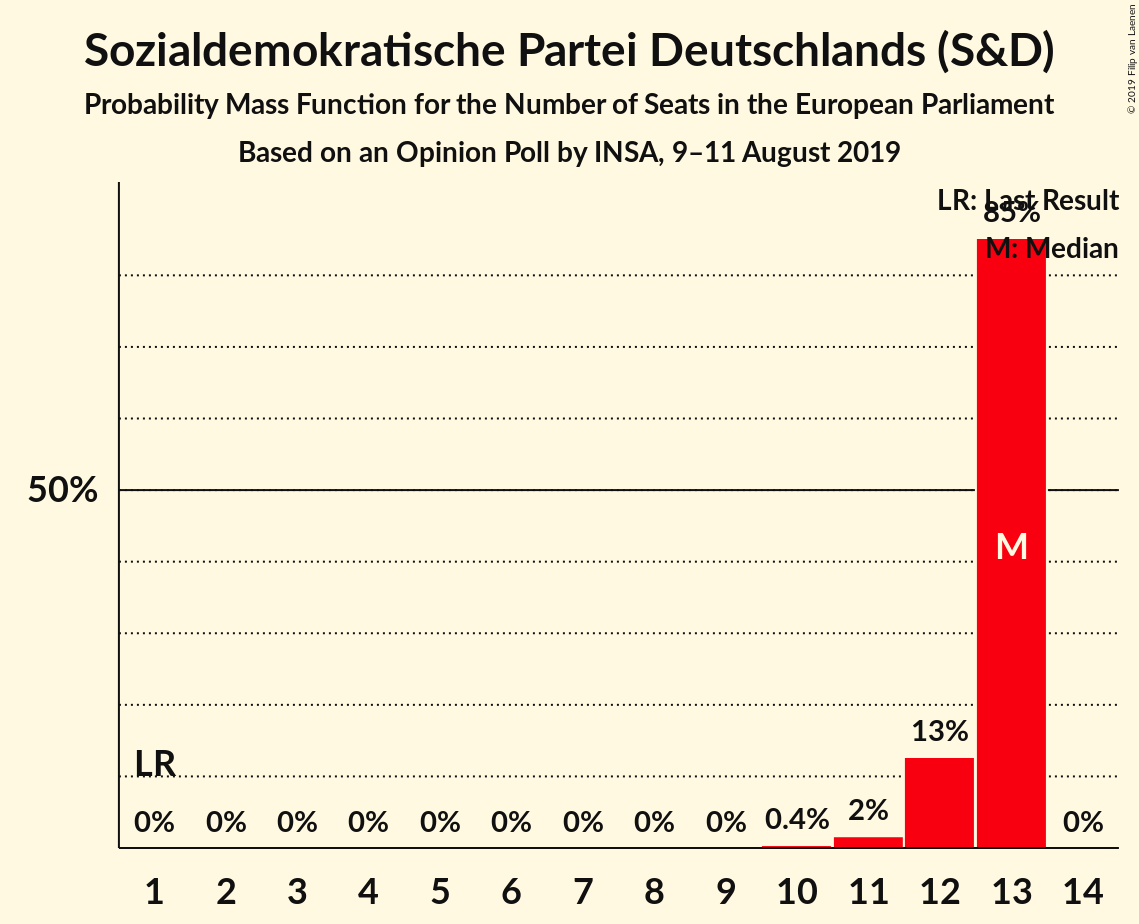 Sozialdemokratische Partei Deutschlands (S&D)
Probability Mass Function for the Number of Seats in the European Parliament
Based on an Opinion Poll by INSA, 9–11 August 2019
© 2019 Filip van Laenen
LR: Last Result
85%
M: Median
50%
M
13%
LR
0% 0% 0% 0% 0% 0% 0% 0% 0% 0.4% 2% 0%
1 2 3 4 5 6 7 8 9 10 11 12 13 14